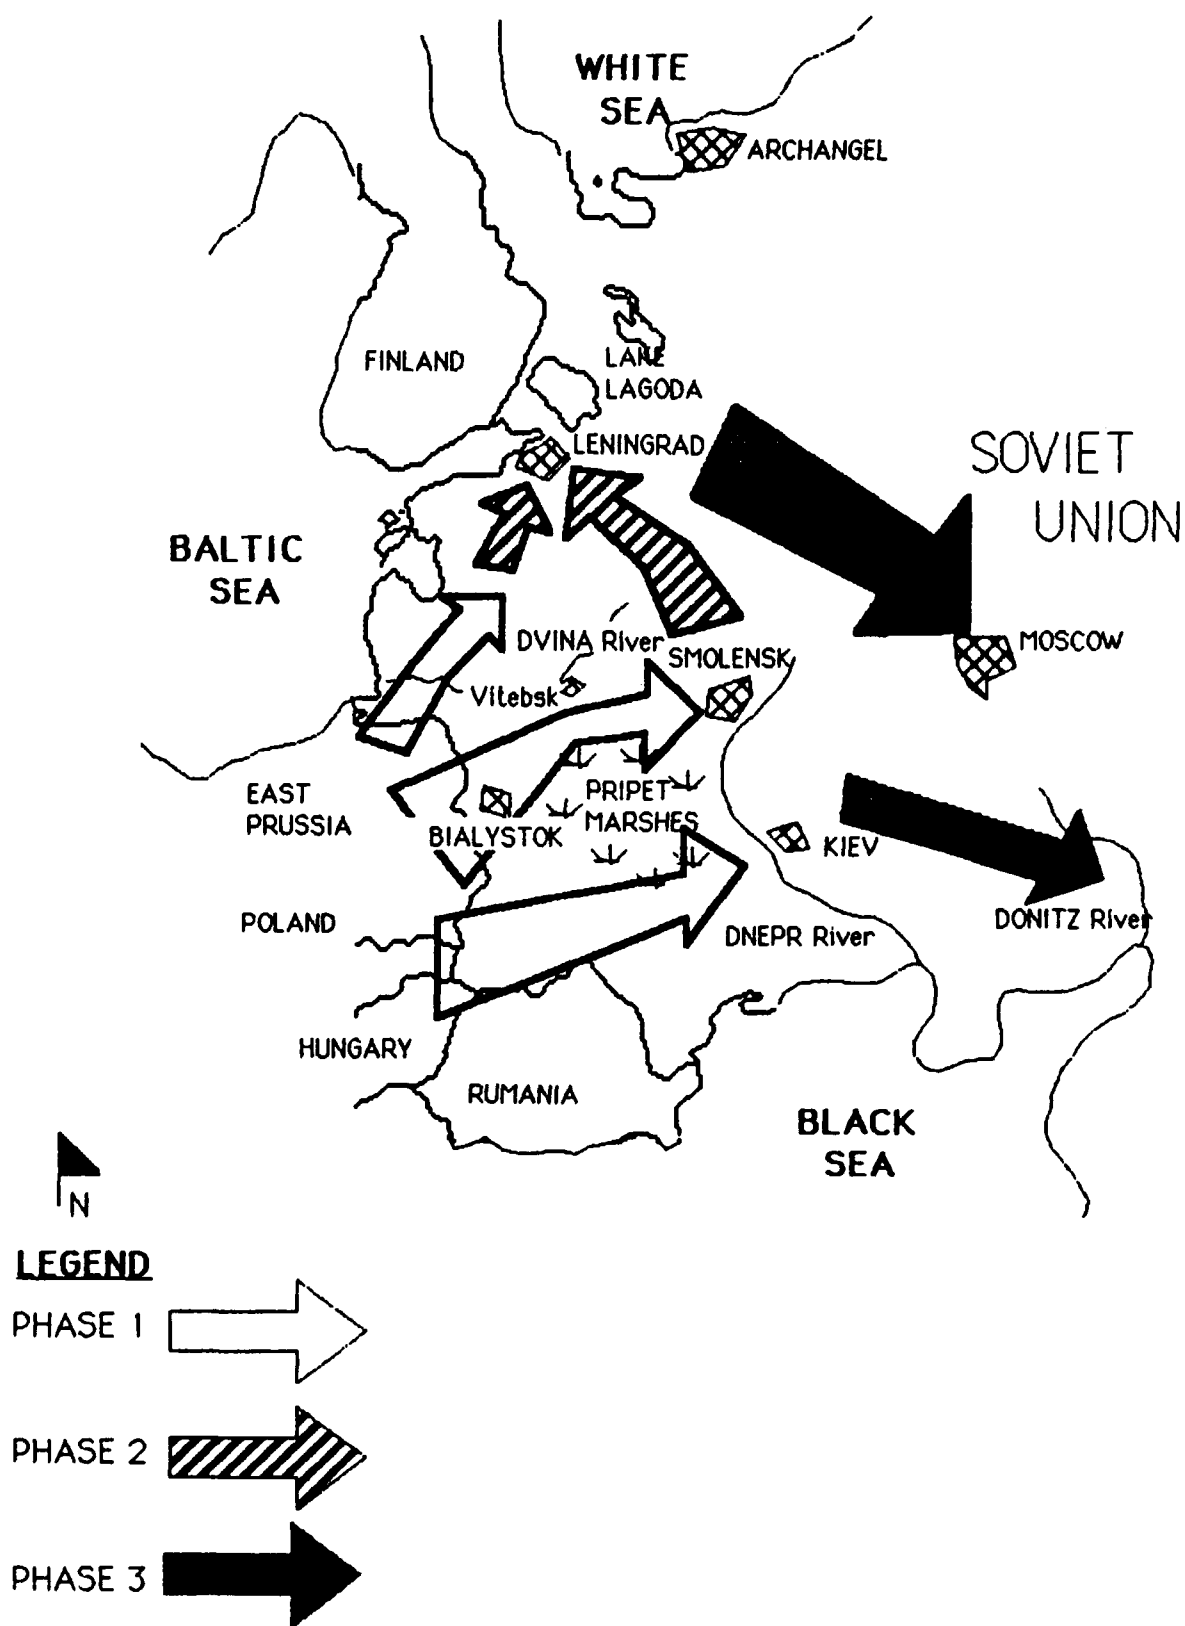 WHITE
SEA
ARCHANGEL
FINLAND
LAKE
LAGODA
LENINGRAD
SOVIET
UNION
BALTIC
SEA
DVINA River
SMOLENSK
MOSCOW
Vitebsk
EAST
PRUSSIA
PRIPET
MARSHES
BIALYSTOK
KIEV
POLAND
DNEPR River
DONITZ River
HUNGARY
RUMANIA
BLACK
SEA
N
LEGEND
PHASE 1
PHASE 2
PHASE 3